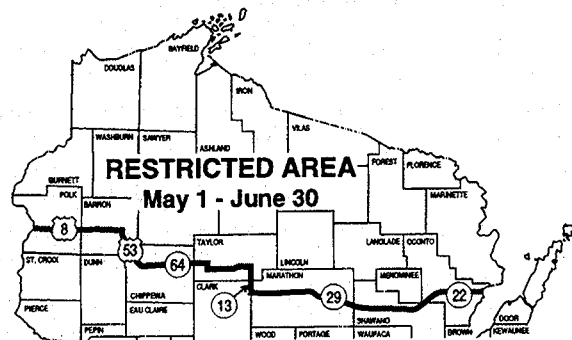 BAYFIELD
DOUGLAS
IRON
VILAS
WASHBURN SAWYER
ASHLAND
FOREST FLORENCE
RESTRICTED AREA
May 1 - June 30
BURNETT
POLK
BARRON
MARINETTE
8
53
TAYLOR
LANGLADE OCONTO
ST. CROIX
DUNN
64
LINCOLN
MARATHON
MENOMINEE
CLARK
13
29
22
CHIPPEWA
EAU CLAIRE
PIERCE
PEPIN
SHAWANO
DOOR
WOOD PORTAGE WAUPACA
BROWN KEWAUNEE